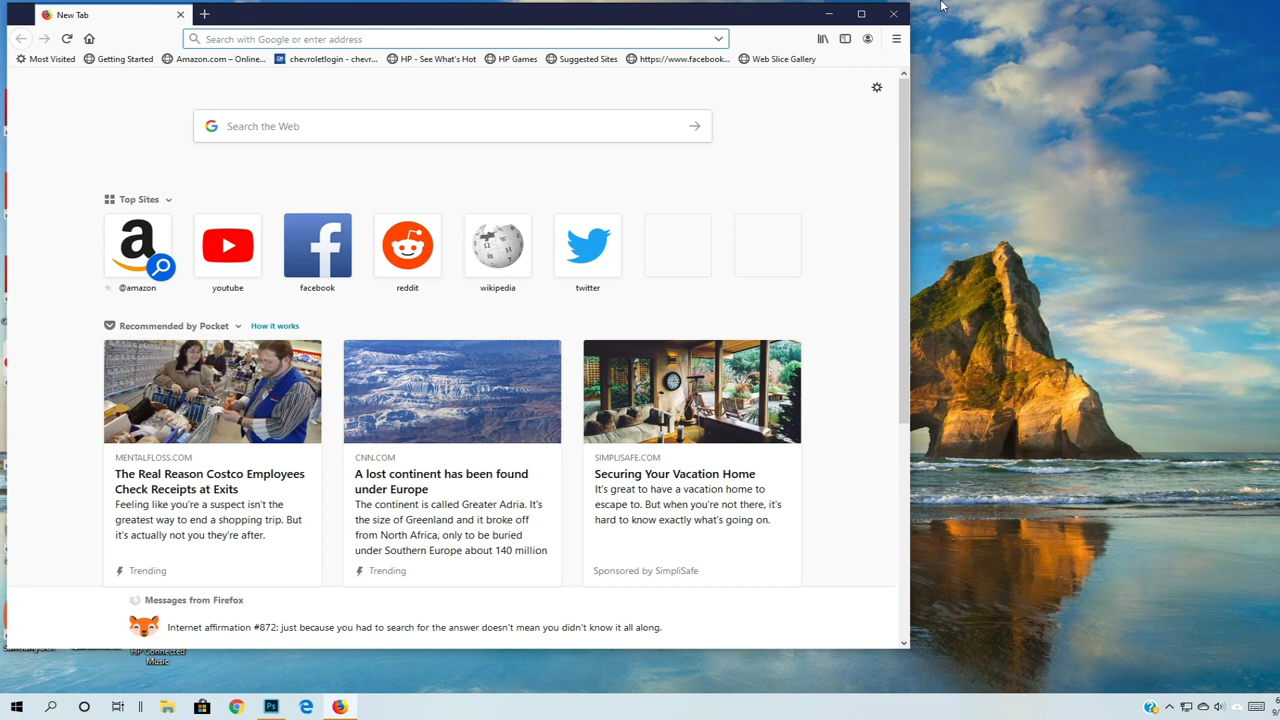 New Tab
Search with Google or enter address
Most Visited
Getting Started
Amazon.com – Online...
chevroletlogin - chevr...
HP - See What's Hot
HP Games
Suggested Sites
https://www.facebook...
Web Slice Gallery
Search the Web
Top Sites
@amazon
youtube
facebook
reddit
wikipedia
twitter
Recommended by Pocket
How it works
MENTALFLOSS.COM
The Real Reason Costco Employees
Check Receipts at Exits
Feeling like you're a suspect isn't the
greatest way to end a shopping trip. But
it's actually not you they're after.
Trending
CNN.COM
A lost continent has been found
under Europe
The continent is called Greater Adria. It's
the size of Greenland and it broke off
from North Africa, only to be buried
under Southern Europe about 140 million
Trending
SIMPLISAFE.COM
Securing Your Vacation Home
It's great to have a vacation home to
escape to. But when you're not there, it's
hard to know exactly what's going on.
Sponsored by SimpliSafe
Messages from Firefox
Internet affirmation #872: just because you had to search for the answer doesn't mean you didn't know it all along.
HP Connected
Music
Ps
6
9/